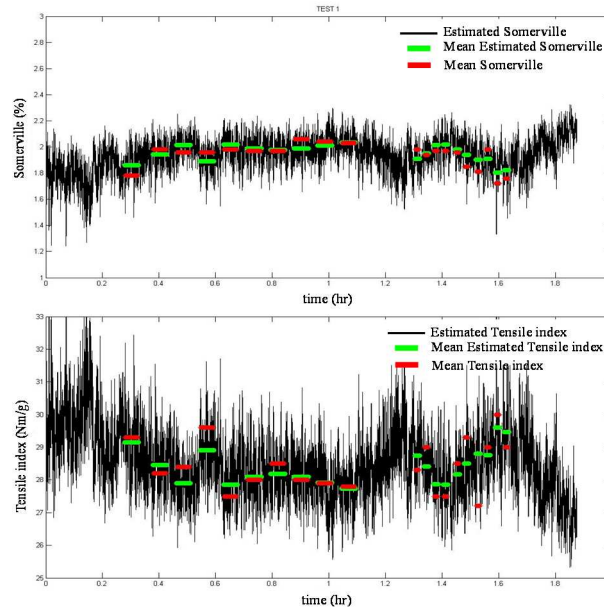 TEST 1
3
2.8
2.6
2.4
2.2
2
1.8
1.6
1.4
1.2
1
Somerville (%)
Estimated Somerville
Mean Estimated Somerville
Mean Somerville
0 0.2 0.4 0.6 0.8 1 1.2 1.4 1.6 1.8 2
time (hr)
33
32
31
30
29
28
27
26
25
Tensile index (Nm/g)
Estimated Tensile index
Mean Estimated Tensile index
Mean Tensile index
0 0.2 0.4 0.6 0.8 1 1.2 1.4 1.6 1.8 2
time (hr)